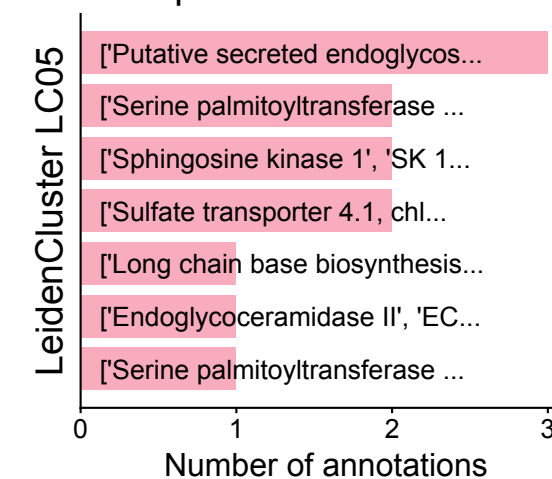 ['Putative secreted endoglycos...
['Serine palmitoyltransferase ...
['Sphingosine kinase 1', 'SK 1...
['Sulfate transporter 4.1, chl...
['Long chain base biosynthesis...
['Endoglycoceramidase II', 'EC...
['Serine palmitoyltransferase ...
LeidenCluster LC05
0 1 2 3
Number of annotations